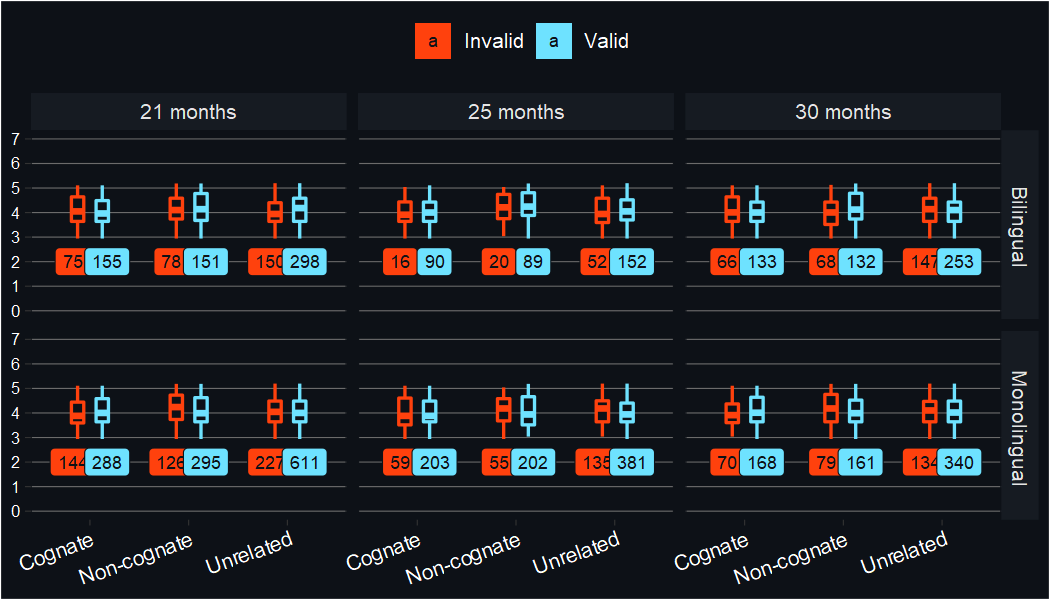 a Invalid a Valid
21 months 25 months 30 months
7
6
5
4
3
2
1
0
75 155 78 151 150 298 16 90 20 89 52 152 66 133 68 132 147 253
Bilingual
7
6
5
4
3
2
1
0
144 288 126 295 227 611 59 203 55 202 135 381 70 168 79 161 134 340
Monolingual
Cognate Non-cognate Unrelated Cognate Non-cognate Unrelated Cognate Non-cognate Unrelated